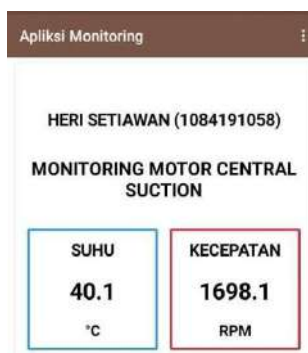 Apliksi Monitoring
HERI SETIAWAN (1084191058)
MONITORING MOTOR CENTRAL
SUCTION
SUHU KECEPATAN
40.1 1698.1
°C RPM